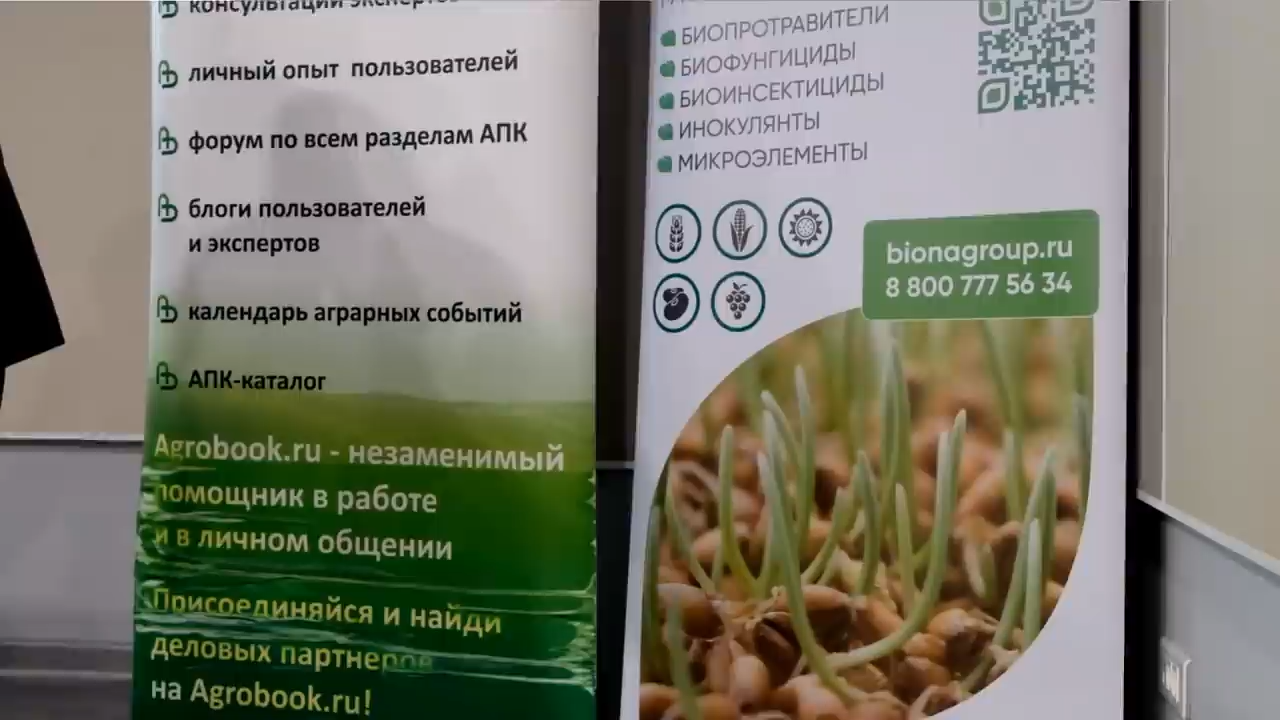 консультации экспертов
личный опыт пользователей
форум по всем разделам АПК
блоги пользователей
и экспертов
календарь аграрных событий
АПК-каталог
Agrobook.ru - незаменимый
помощник в работе
и в личном общении
Присоединяйся и найди
деловых партнеров
на Agrobook.ru!
БИОПРОТРАВИТЕЛИ
БИОФУНГИЦИДЫ
БИОИНСЕКТИЦИДЫ
ИНОКУЛЯНТЫ
МИКРОЭЛЕМЕНТЫ
bionagroup.ru
8 800 777 56 34